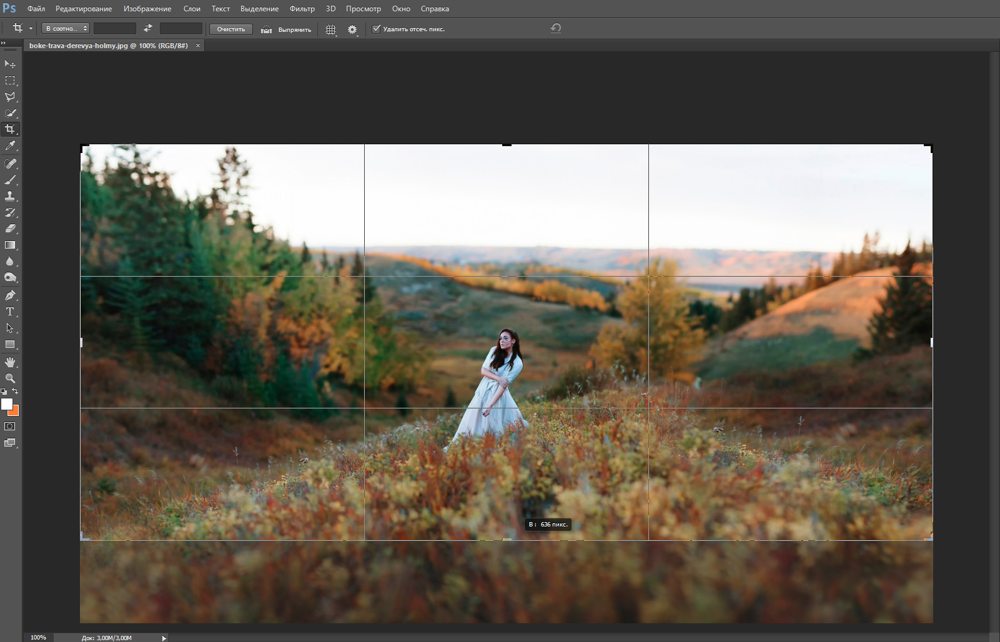 Ps Файл Редактирование Изображение Слои Текст Выделение Фильтр 3D Просмотр Окно Справка
В соотно... Очистить Выпрямить Удалить отсеч. пикс.
boke-trava-derevya-holmy.jpg @ 100% (RGB/8#) ×
T
В : 636 пикс.
100% Док: 3,00M/3,00M